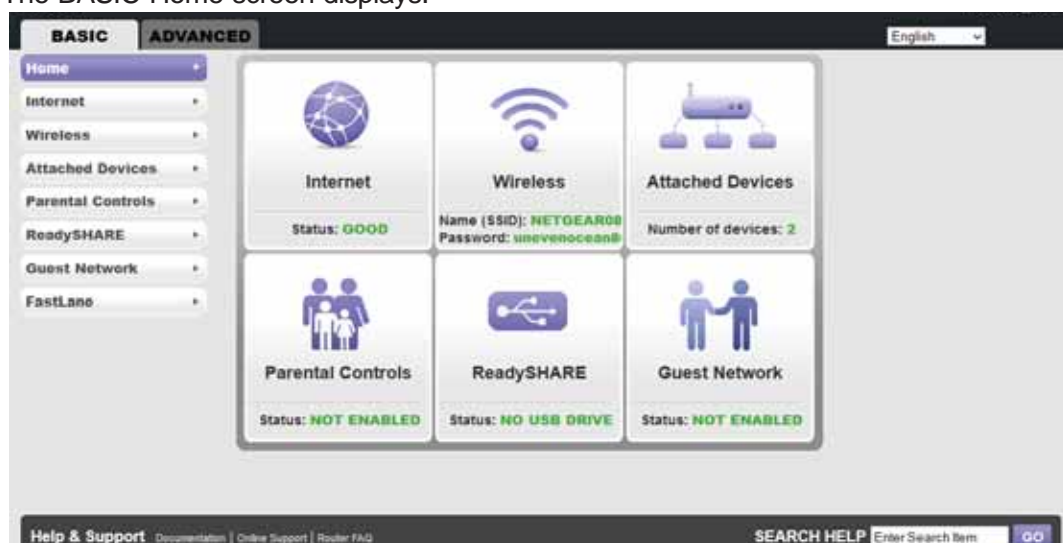 The BASIC Home screen displays.
BASIC
ADVANCED
English
Home
Internet
Wireless
Attached Devices
Parental Controls
ReadySHARE
Guest Network
FastLane
Internet
Status: GOOD
Wireless
Name (SSID): NETGEAR08
Password: unevenocean8
Attached Devices
Number of devices: 2
Parental Controls
Status: NOT ENABLED
ReadySHARE
Status: NO USB DRIVE
Guest Network
Status: NOT ENABLED
Help & Support Documentation | Online Support | Router FAQ
SEARCH HELP Enter Search Item GO